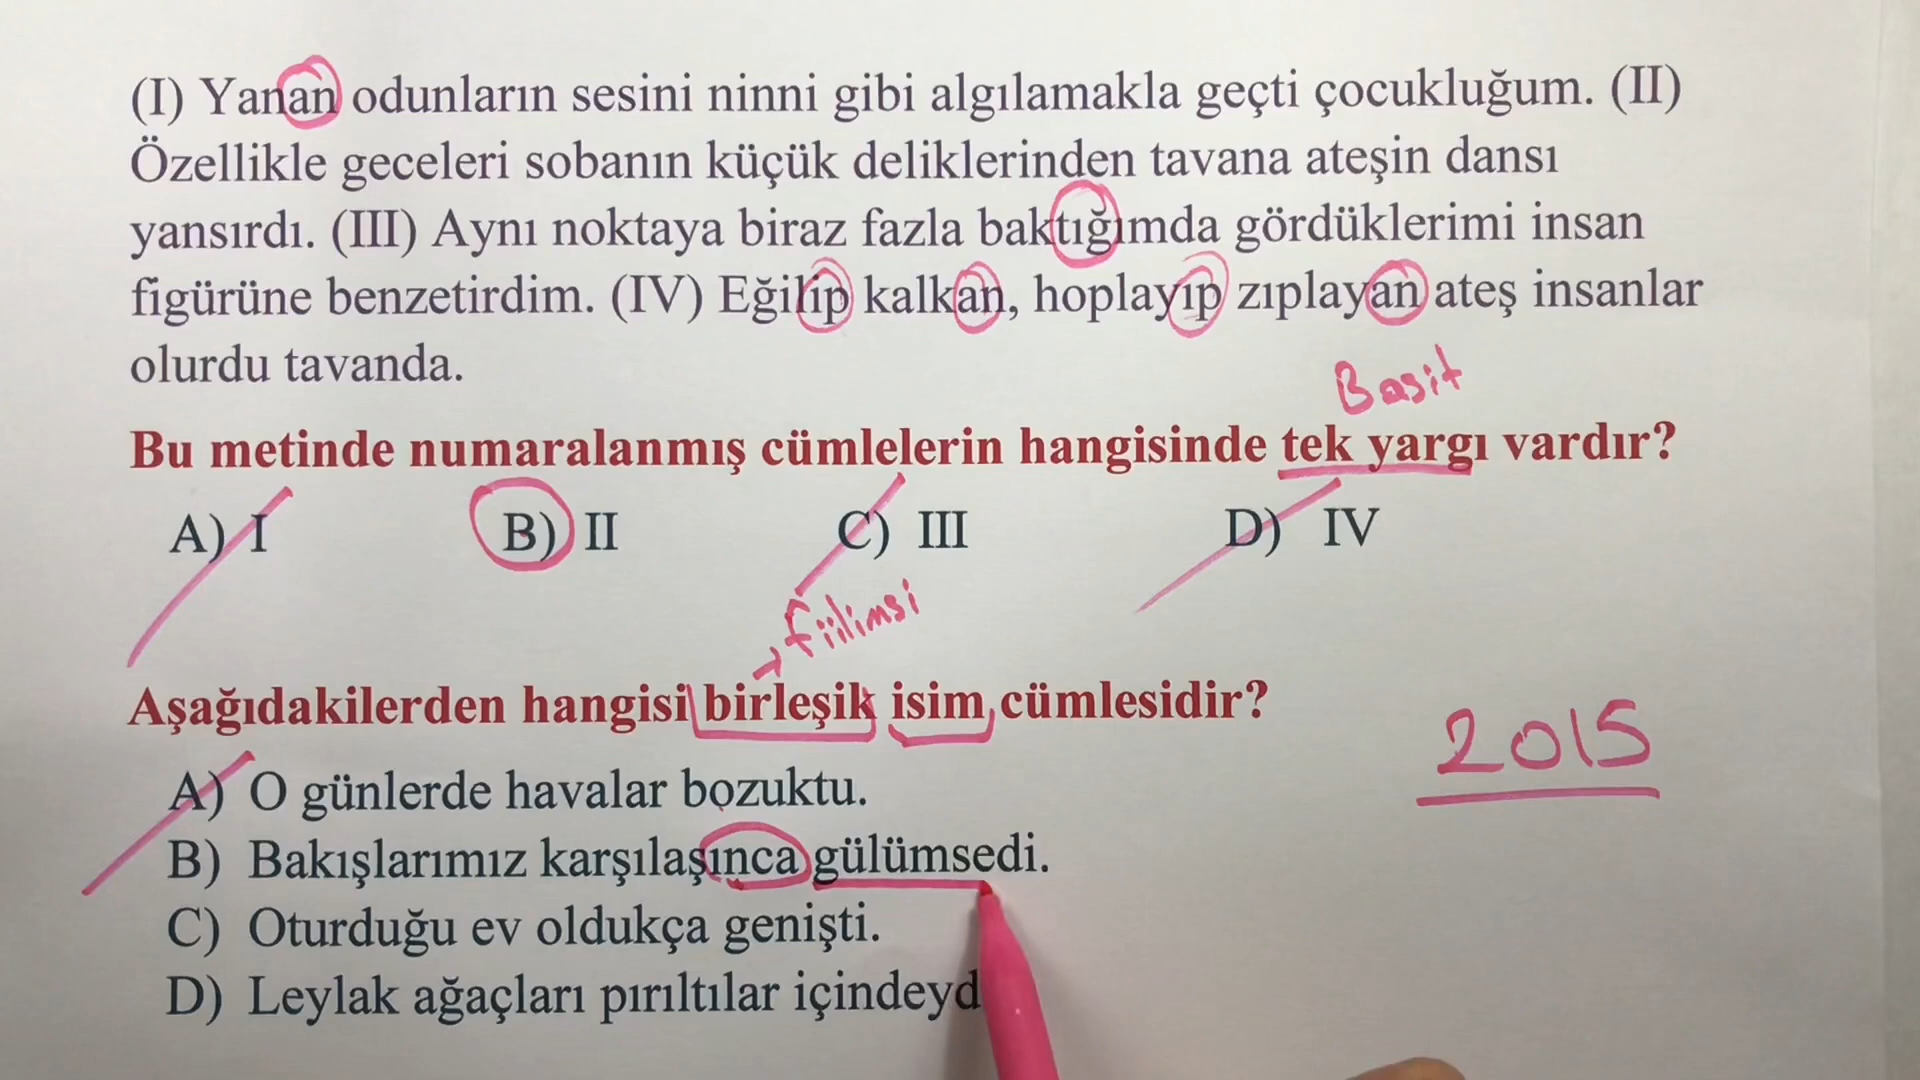 (I) Yanan odunların sesini ninni gibi algılamakla geçti çocukluğum. (II)
Özellikle geceleri sobanın küçük deliklerinden tavana ateşin dansı
yansırdı. (III) Aynı noktaya biraz fazla baktığımda gördüklerimi insan
figürüne benzetirdim. (IV) Eğilip kalkan, hoplayıp zıplayan ateş insanlar
olurdu tavanda.
Basit
Bu metinde numaralanmış cümlelerin hangisinde tek yargı vardır?
A) I B) II C) III D) IV
fiilimsi
Aşağıdakilerden hangisi birleşik isim cümlesidir?
2015
A) O günlerde havalar bozuktu.
B) Bakışlarımız karşılaşınca gülümsedi.
C) Oturduğu ev oldukça genişti.
D) Leylak ağaçları pırıltılar içindeyd